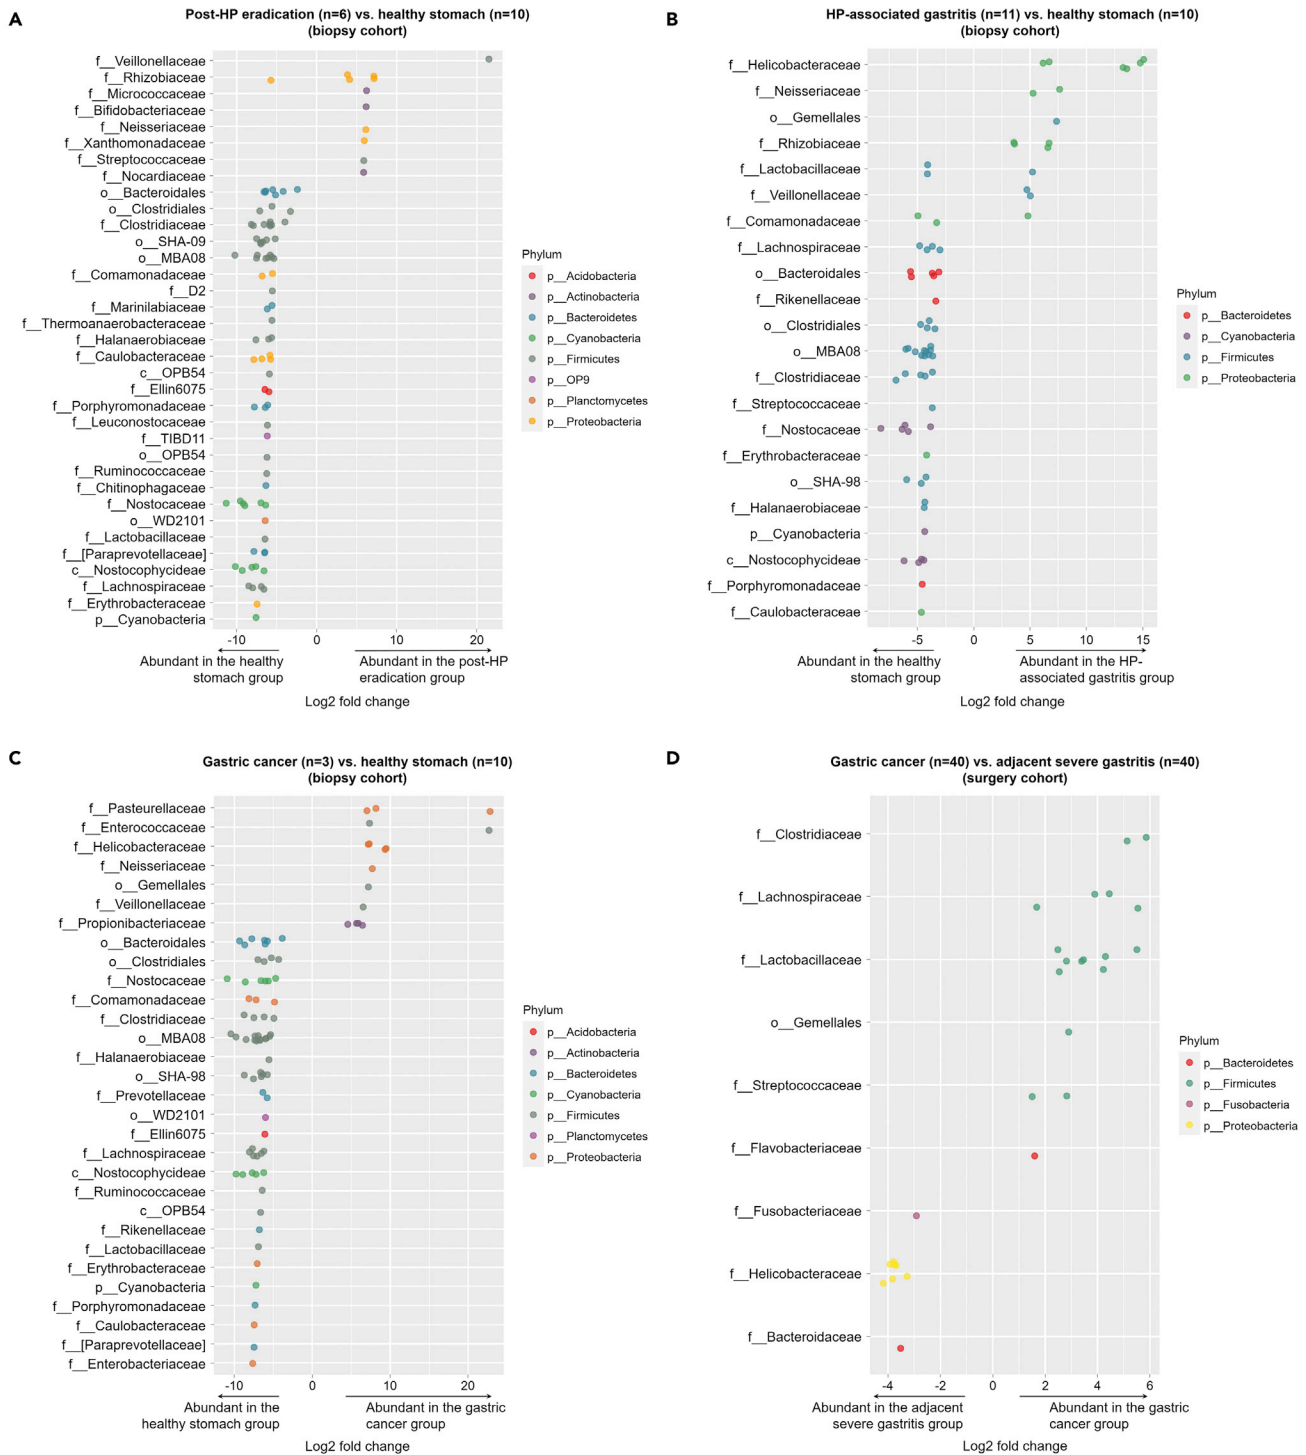 A
Post-HP eradication (n=6) vs. healthy stomach (n=10)
(biopsy cohort)
f__Veillonellaceae
f__Rhizobiaceae
f__Micrococcaceae
f__Bifidobacteriaceae
f__Neisseriaceae
f__Xanthomonadaceae
f__Streptococcaceae
f__Nocardiaceae
o__Bacteroidales
o__Clostridiales
f__Clostridiaceae
o__SHA-09
o__MBA08
f__Comamonadaceae
f__D2
f__Marinilabiaceae
f__Thermoanaerobacteraceae
f__Halanaerobiaceae
f__Caulobacteraceae
c__OPB54
f__Ellin6075
f__Porphyromonadaceae
f__Leuconostocaceae
f__TIBD11
o__OPB54
f__Ruminococcaceae
f__Chitinophagaceae
f__Nostocaceae
o__WD2101
f__Lactobacillaceae
f__[Paraprevotellaceae]
c__Nostocophycideae
f__Lachnospiraceae
f__Erythrobacteraceae
p__Cyanobacteria
-10 0 10 20
Abundant in the healthy
stomach group
Abundant in the post-HP
eradication group
Log2 fold change
Phylum
p__Acidobacteria
p__Actinobacteria
p__Bacteroidetes
p__Cyanobacteria
p__Firmicutes
p__OP9
p__Planctomycetes
p__Proteobacteria
B
HP-associated gastritis (n=11) vs. healthy stomach (n=10)
(biopsy cohort)
f__Helicobacteraceae
f__Neisseriaceae
o__Gemellales
f__Rhizobiaceae
f__Lactobacillaceae
f__Veillonellaceae
f__Comamonadaceae
f__Lachnospiraceae
o__Bacteroidales
f__Rikenellaceae
o__Clostridiales
o__MBA08
f__Clostridiaceae
f__Streptococcaceae
f__Nostocaceae
f__Erythrobacteraceae
o__SHA-98
f__Halanaerobiaceae
p__Cyanobacteria
c__Nostocophycideae
f__Porphyromonadaceae
f__Caulobacteraceae
-5 0 5 10 15
Abundant in the healthy
stomach group
Abundant in the HP-
associated gastritis group
Log2 fold change
Phylum
p__Bacteroidetes
p__Cyanobacteria
p__Firmicutes
p__Proteobacteria
C
Gastric cancer (n=3) vs. healthy stomach (n=10)
(biopsy cohort)
f__Pasteurellaceae
f__Enterococcaceae
f__Helicobacteraceae
f__Neisseriaceae
o__Gemellales
f__Veillonellaceae
f__Propionibacteriaceae
o__Bacteroidales
o__Clostridiales
f__Nostocaceae
f__Comamonadaceae
f__Clostridiaceae
o__MBA08
f__Halanaerobiaceae
o__SHA-98
f__Prevotellaceae
o__WD2101
f__Ellin6075
f__Lachnospiraceae
c__Nostocophycideae
f__Ruminococcaceae
c__OPB54
f__Rikenellaceae
f__Lactobacillaceae
f__Erythrobacteraceae
p__Cyanobacteria
f__Porphyromonadaceae
f__Caulobacteraceae
f__[Paraprevotellaceae]
f__Enterobacteriaceae
-10 0 10 20
Abundant in the
healthy stomach group
Abundant in the gastric
cancer group
Log2 fold change
Phylum
p__Acidobacteria
p__Actinobacteria
p__Bacteroidetes
p__Cyanobacteria
p__Firmicutes
p__Planctomycetes
p__Proteobacteria
D
Gastric cancer (n=40) vs. adjacent severe gastritis (n=40)
(surgery cohort)
f__Clostridiaceae
f__Lachnospiraceae
f__Lactobacillaceae
o__Gemellales
f__Streptococcaceae
f__Flavobacteriaceae
f__Fusobacteriaceae
f__Helicobacteraceae
f__Bacteroidaceae
-4 -2 0 2 4 6
Abundant in the adjacent
severe gastritis group
Abundant in the gastric
cancer group
Log2 fold change
Phylum
p__Bacteroidetes
p__Firmicutes
p__Fusobacteria
p__Proteobacteria